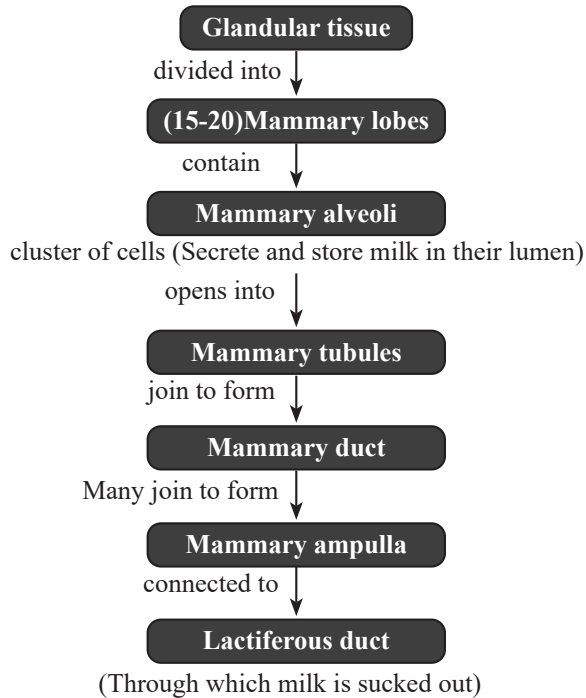 Glandular tissue
divided into
(15-20)Mammary lobes
contain
Mammary alveoli
cluster of cells (Secrete and store milk in their lumen)
opens into
Mammary tubules
join to form
Mammary duct
Many join to form
Mammary ampulla
connected to
Lactiferous duct
(Through which milk is sucked out)